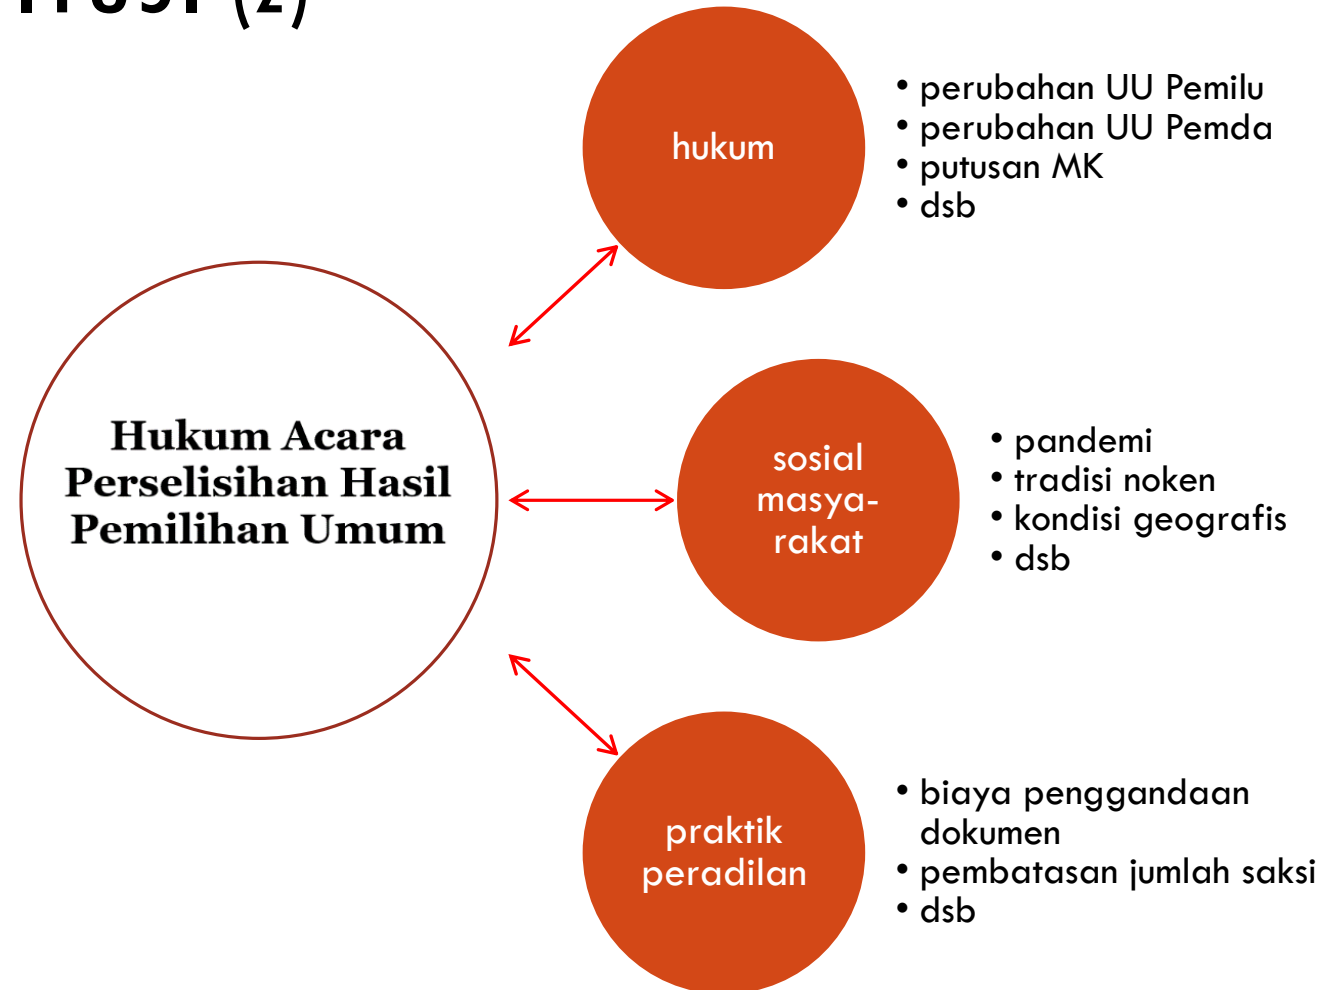 (2)
hukum
• perubahan UU Pemilu
• perubahan UU Pemda
• putusan MK
• dsb
Hukum Acara
Perselisihan Hasil
Pemilihan Umum
sosial
masya-
rakat
• pandemi
• tradisi noken
• kondisi geografis
• dsb
praktik
peradilan
• biaya penggandaan
dokumen
• pembatasan jumlah saksi
• dsb